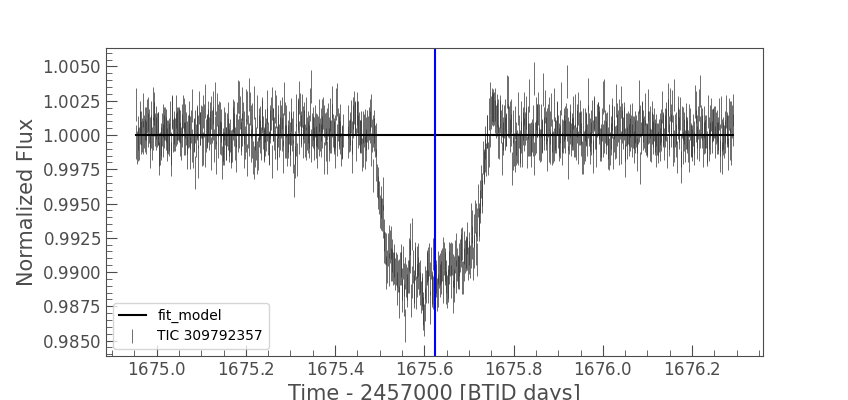 1.0050
1.0025
1.0000
0.9975
0.9950
0.9925
0.9900
0.9875
0.9850
Normalized Flux
fit_model
TIC 309792357
1675.0 1675.2 1675.4 1675.6 1675.8 1676.0 1676.2
Time - 2457000 [BTJD days]